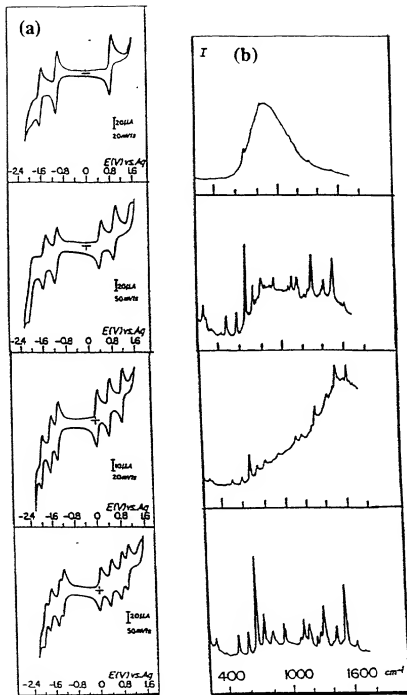 (a)
I 20μA
20mV/s
E(V) vs. Ag
-2.4 -1.6 -0.8 0 0.8 1.6
I 20μA
50mV/s
E(V) vs. Ag
-2.4 -1.6 -0.8 0 0.8 1.6
I 10μA
20mV/s
E(V) vs. Ag
-2.4 -1.6 -0.8 0 0.8 1.6
I 20μA
50mV/s
E(V) vs. Ag
-2.4 -1.6 -0.8 0 0.8 1.6
I (b)
400 1000 1600 cm⁻¹